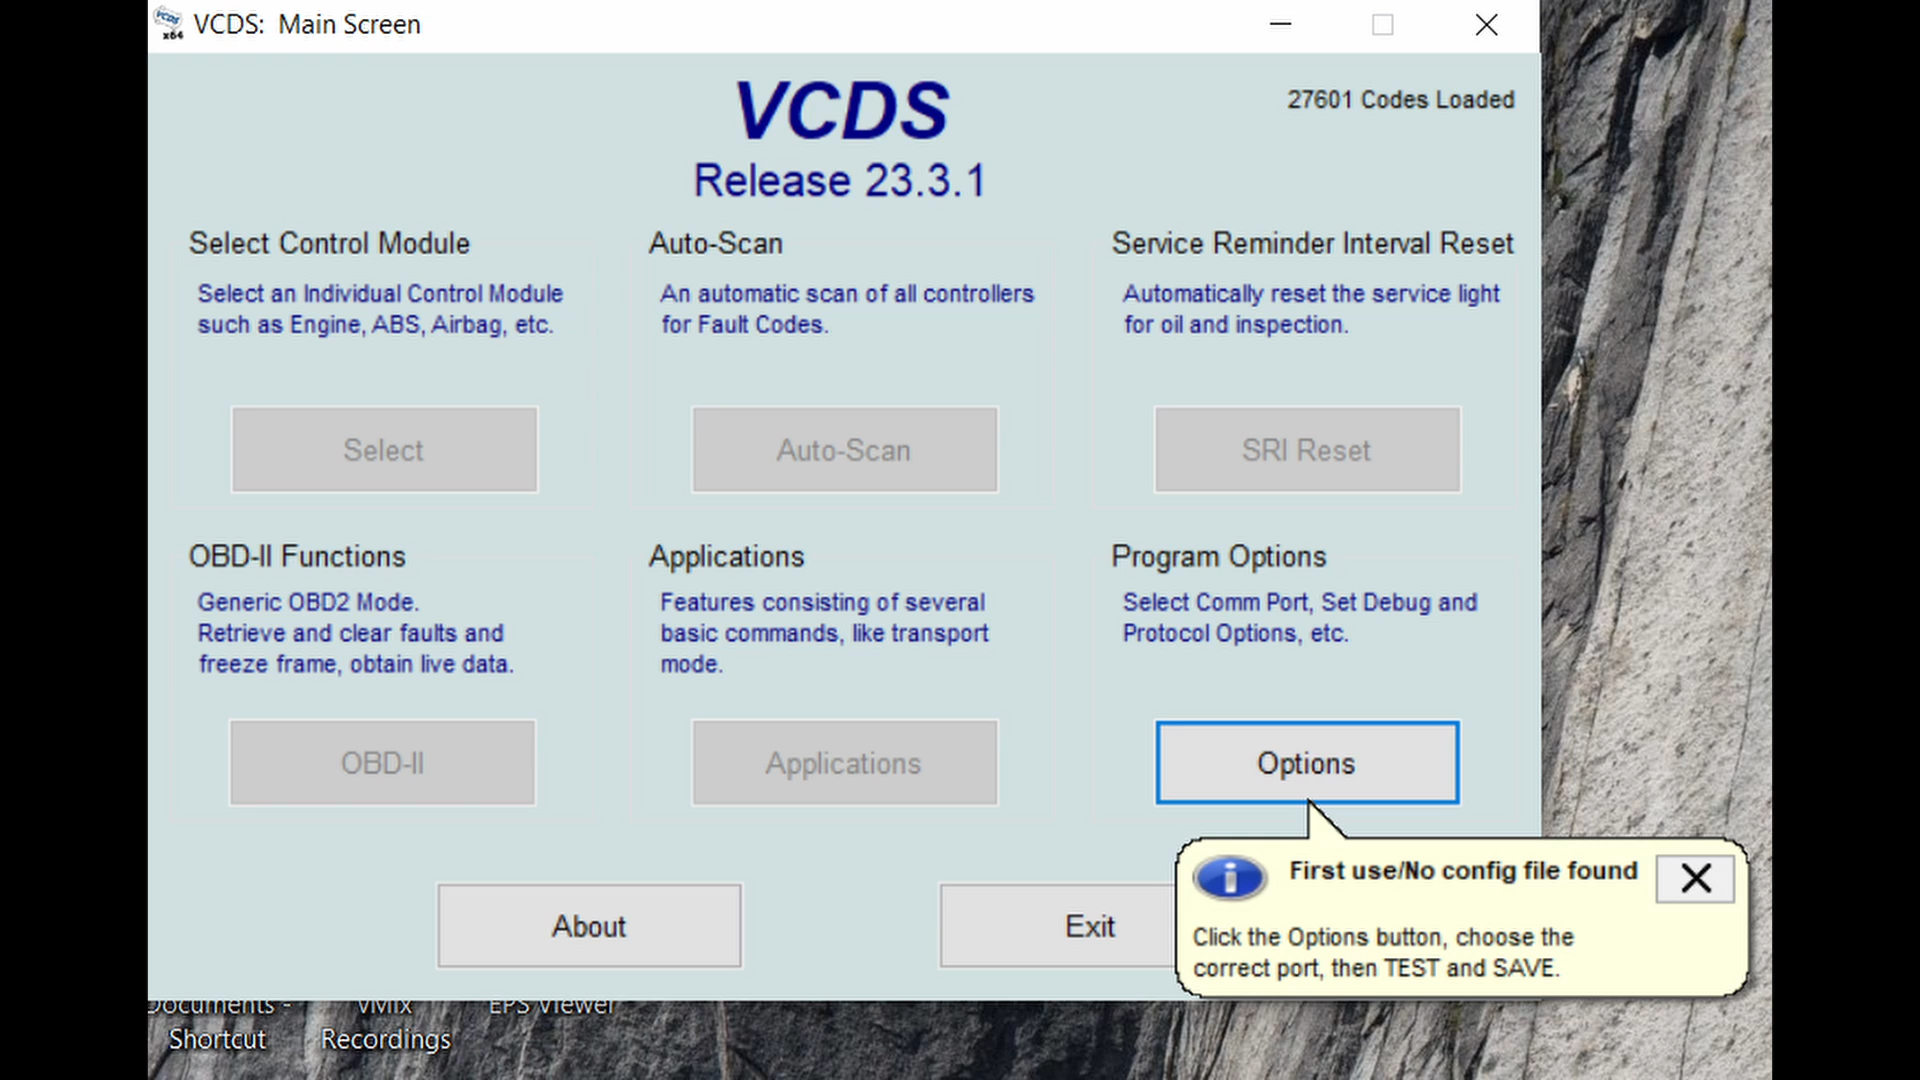 x64
VCDS: Main Screen
VCDS
27601 Codes Loaded
Release 23.3.1
Select Control Module
Select an Individual Control Module
such as Engine, ABS, Airbag, etc.
Select
Auto-Scan
An automatic scan of all controllers
for Fault Codes.
Auto-Scan
Service Reminder Interval Reset
Automatically reset the service light
for oil and inspection.
SRI Reset
OBD-II Functions
Generic OBD2 Mode.
Retrieve and clear faults and
freeze frame, obtain live data.
OBD-II
Applications
Features consisting of several
basic commands, like transport
mode.
Applications
Program Options
Select Comm Port, Set Debug and
Protocol Options, etc.
Options
About
Exit
First use/No config file found
Click the Options button, choose the
correct port, then TEST and SAVE.
Documents -
Shortcut
vMix
Recordings
EPS Viewer